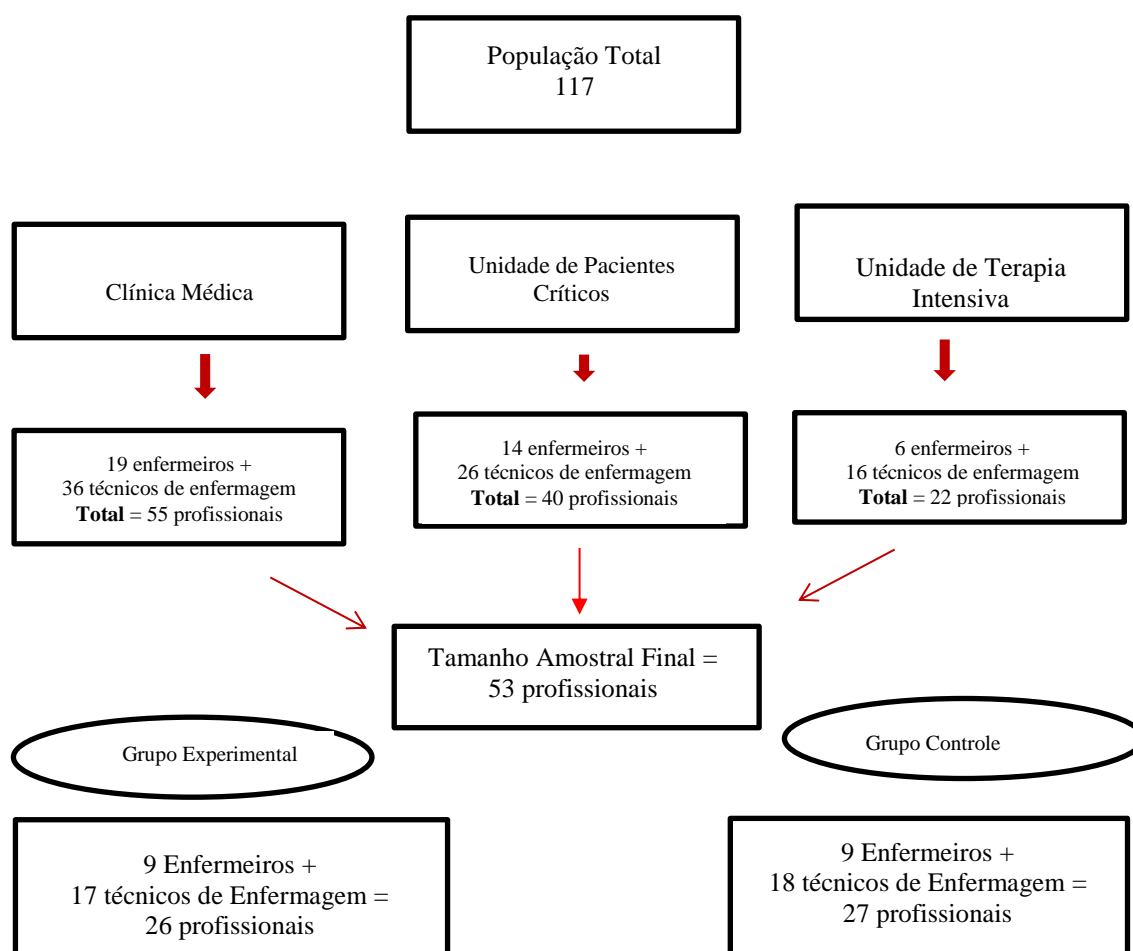 População Total
117
Clínica Médica
Unidade de Pacientes
Críticos
Unidade de Terapia
Intensiva
19 enfermeiros +
36 técnicos de enfermagem
Total = 55 profissionais
14 enfermeiros +
26 técnicos de enfermagem
Total = 40 profissionais
6 enfermeiros +
16 técnicos de enfermagem
Total = 22 profissionais
Tamanho Amostral Final =
53 profissionais
Grupo Experimental
Grupo Controle
9 Enfermeiros +
17 técnicos de Enfermagem =
26 profissionais
9 Enfermeiros +
18 técnicos de Enfermagem =
27 profissionais